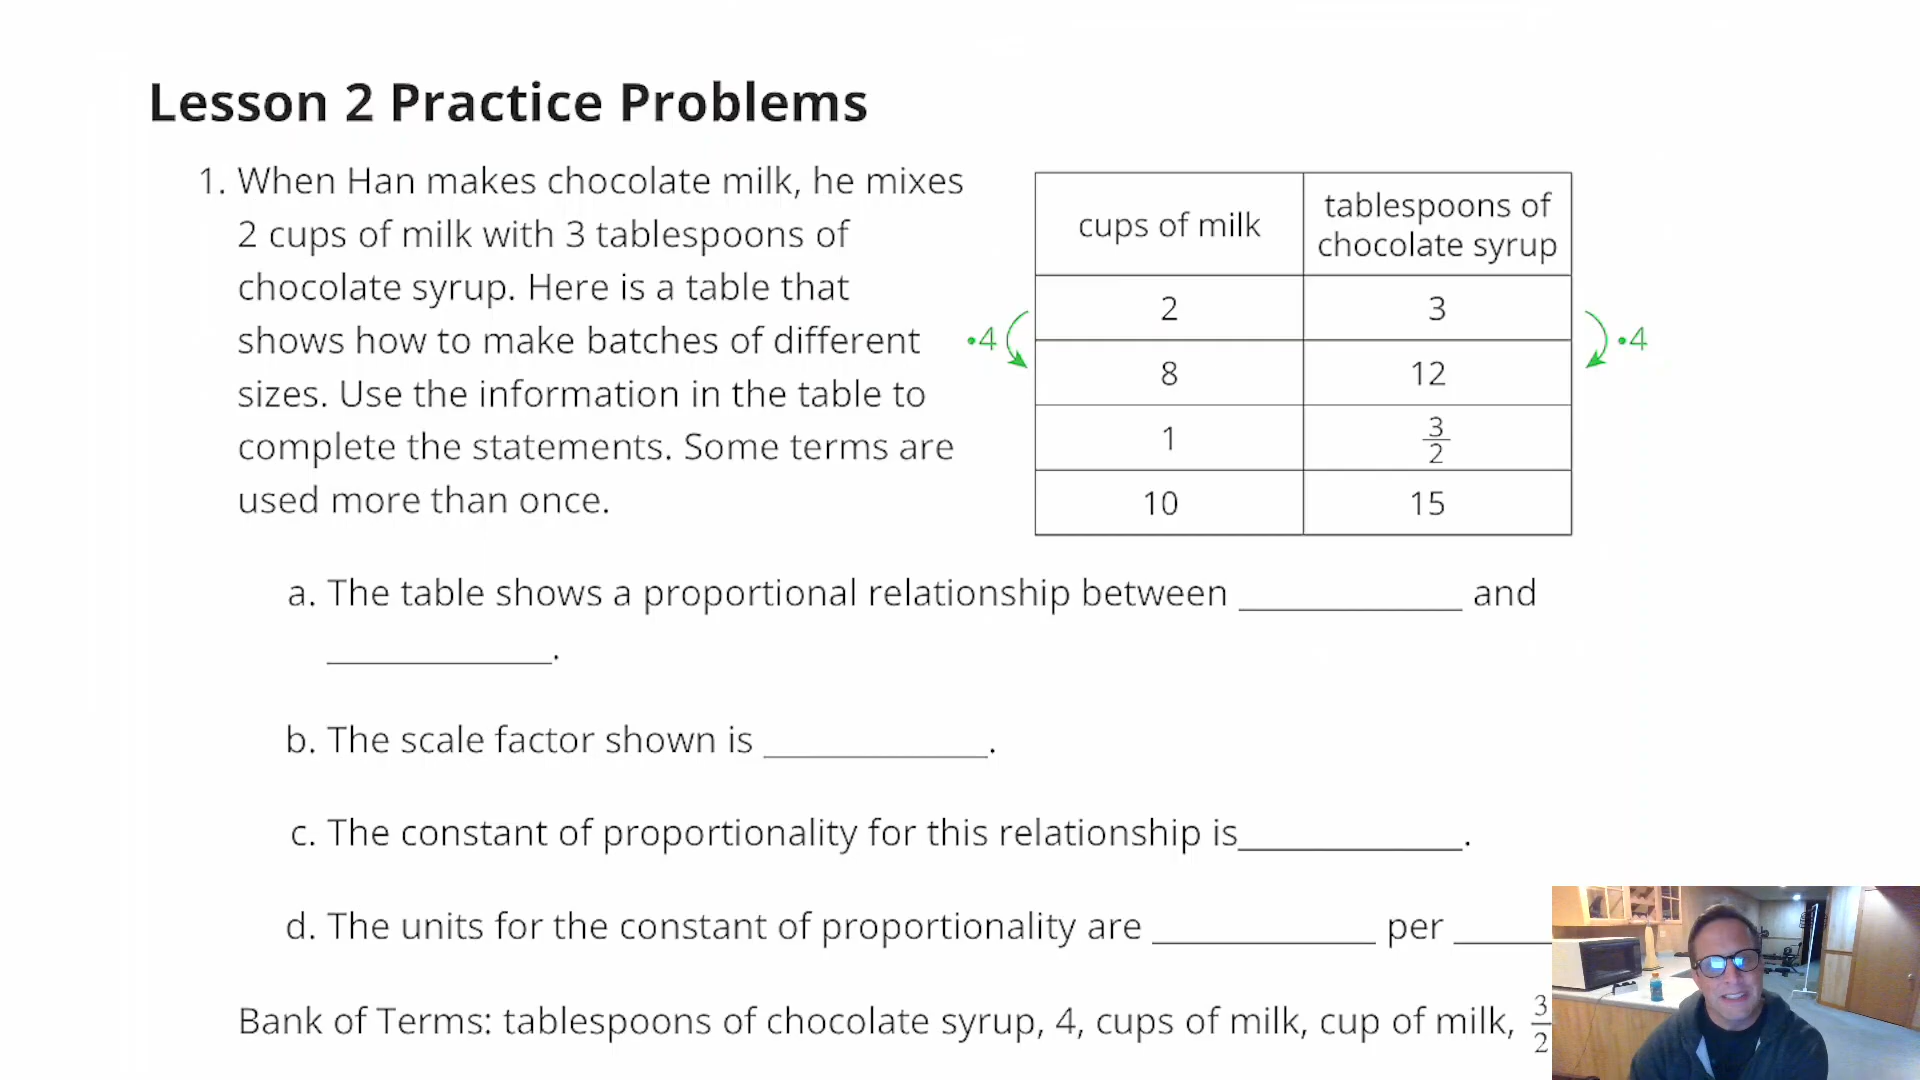 Lesson 2 Practice Problems
1. When Han makes chocolate milk, he mixes
2 cups of milk with 3 tablespoons of
chocolate syrup. Here is a table that
shows how to make batches of different
sizes. Use the information in the table to
complete the statements. Some terms are
used more than once.
cups of milk
tablespoons of
chocolate syrup
2 3
•4 •4
8 12
1 3/2
10 15
a. The table shows a proportional relationship between ____________ and
____________.
b. The scale factor shown is ____________.
c. The constant of proportionality for this relationship is____________.
d. The units for the constant of proportionality are ____________ per _____
Bank of Terms: tablespoons of chocolate syrup, 4, cups of milk, cup of milk, 3/2